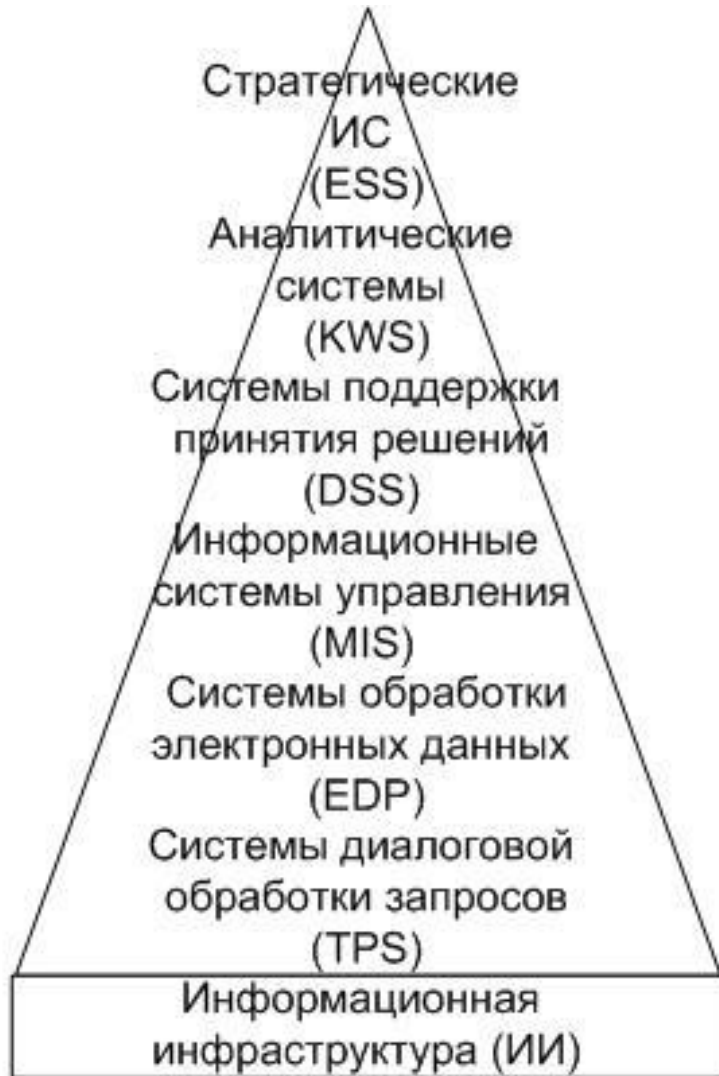 Стратегические
ИС
(ESS)
Аналитические
системы
(KWS)
Системы поддержки
принятия решений
(DSS)
Информационные
системы управления
(MIS)
Системы обработки
электронных данных
(EDP)
Системы диалоговой
обработки запросов
(TPS)
Информационная
инфраструктура (ИИ)